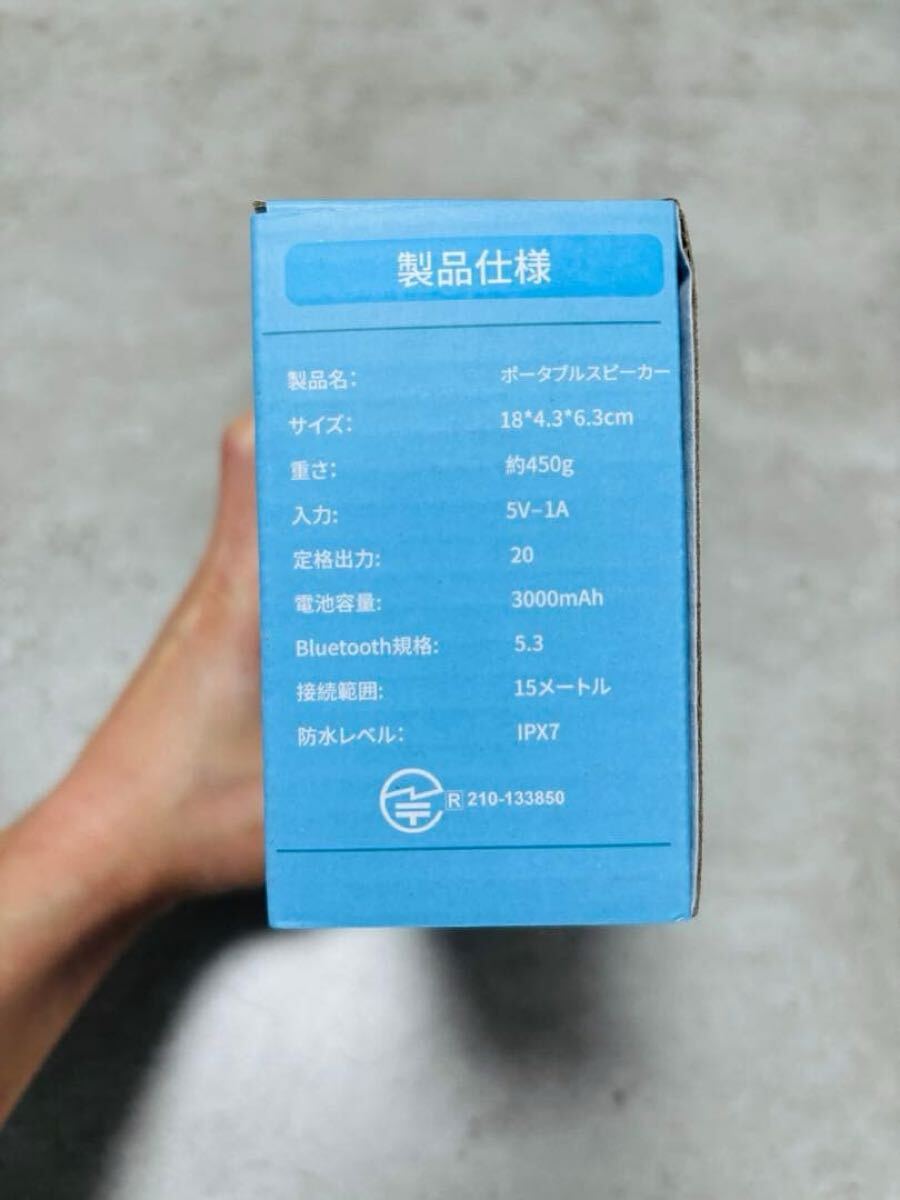 製品仕様
製品名: ポータブルスピーカー
サイズ: 18*4.3*6.3cm
重さ: 約450g
入力: 5V-1A
定格出力: 20
電池容量: 3000mAh
Bluetooth規格: 5.3
接続範囲: 15メートル
防水レベル: IPX7
R 210-133850